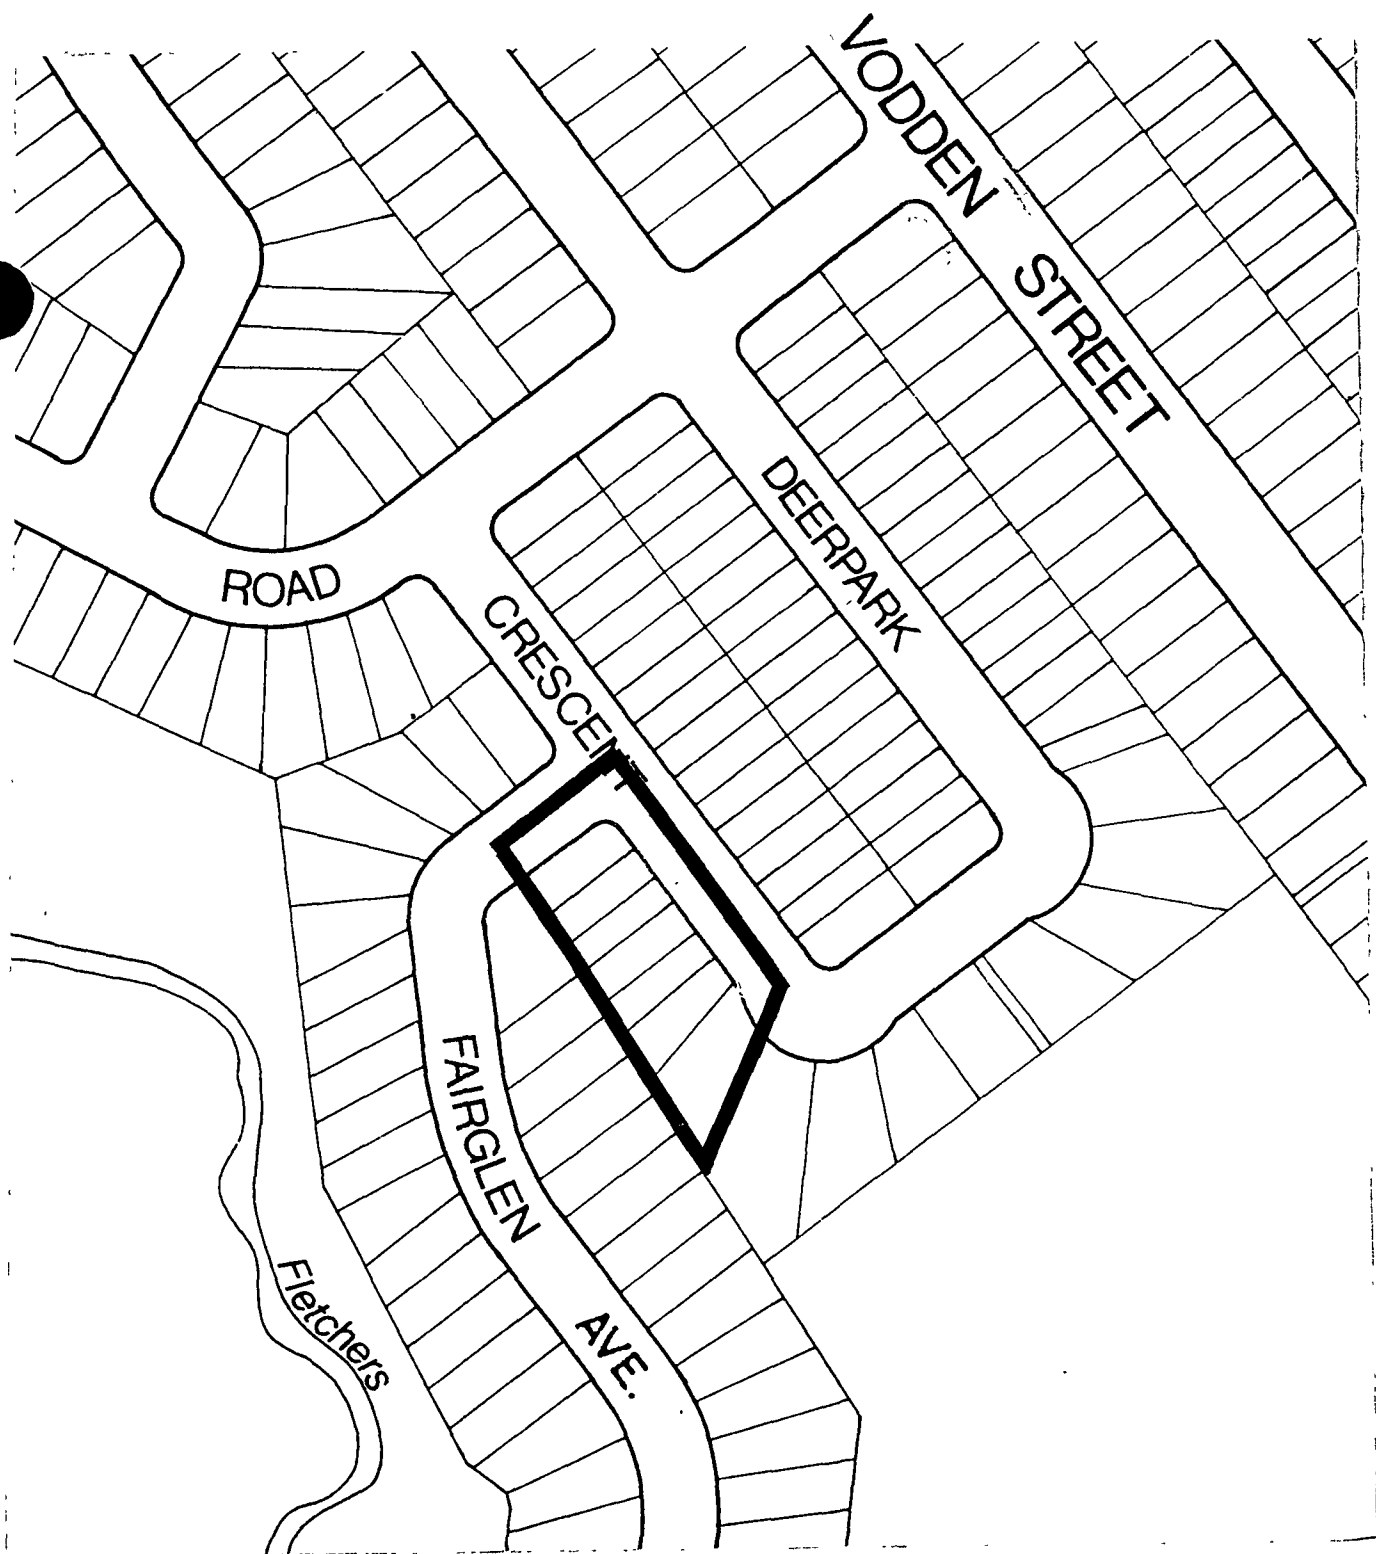 VODDEN STREET
DEERPARK
ROAD
CRESCENT
FAIRGLEN AVE.
Fletchers